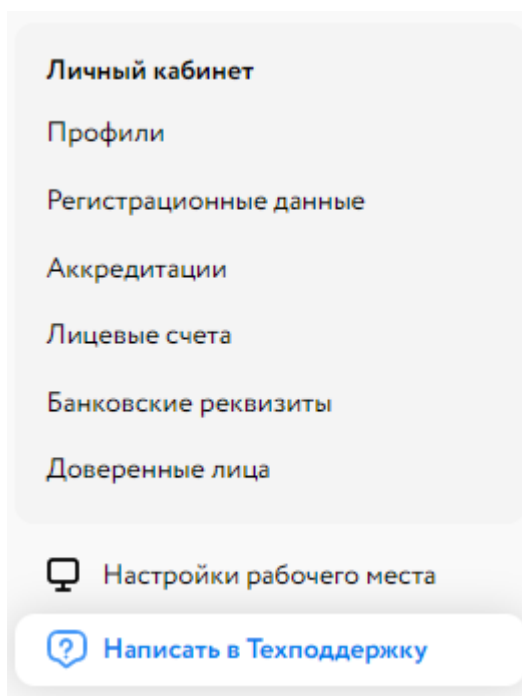 Личный кабинет
Профили
Регистрационные данные
Аккредитации
Лицевые счета
Банковские реквизиты
Доверенные лица
Настройки рабочего места
Написать в Техподдержку